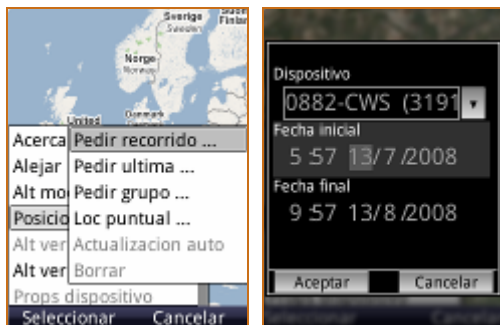 Sverige
Sweden
Norge
Norway
Danmark
United
Acerca
Alejar
Alt mo
Posicio
Alt ver
Alt ver
Props dispositivo
Pedir recorrido ...
Pedir ultima ...
Pedir grupo ...
Loc puntual ...
Actualizacion auto
Borrar
Seleccionar Cancelar
Dispositivo
0882-CWS (3191
Fecha inicial
5:57 13/7/2008
Fecha final
9:57 13/8/2008
Aceptar Cancelar